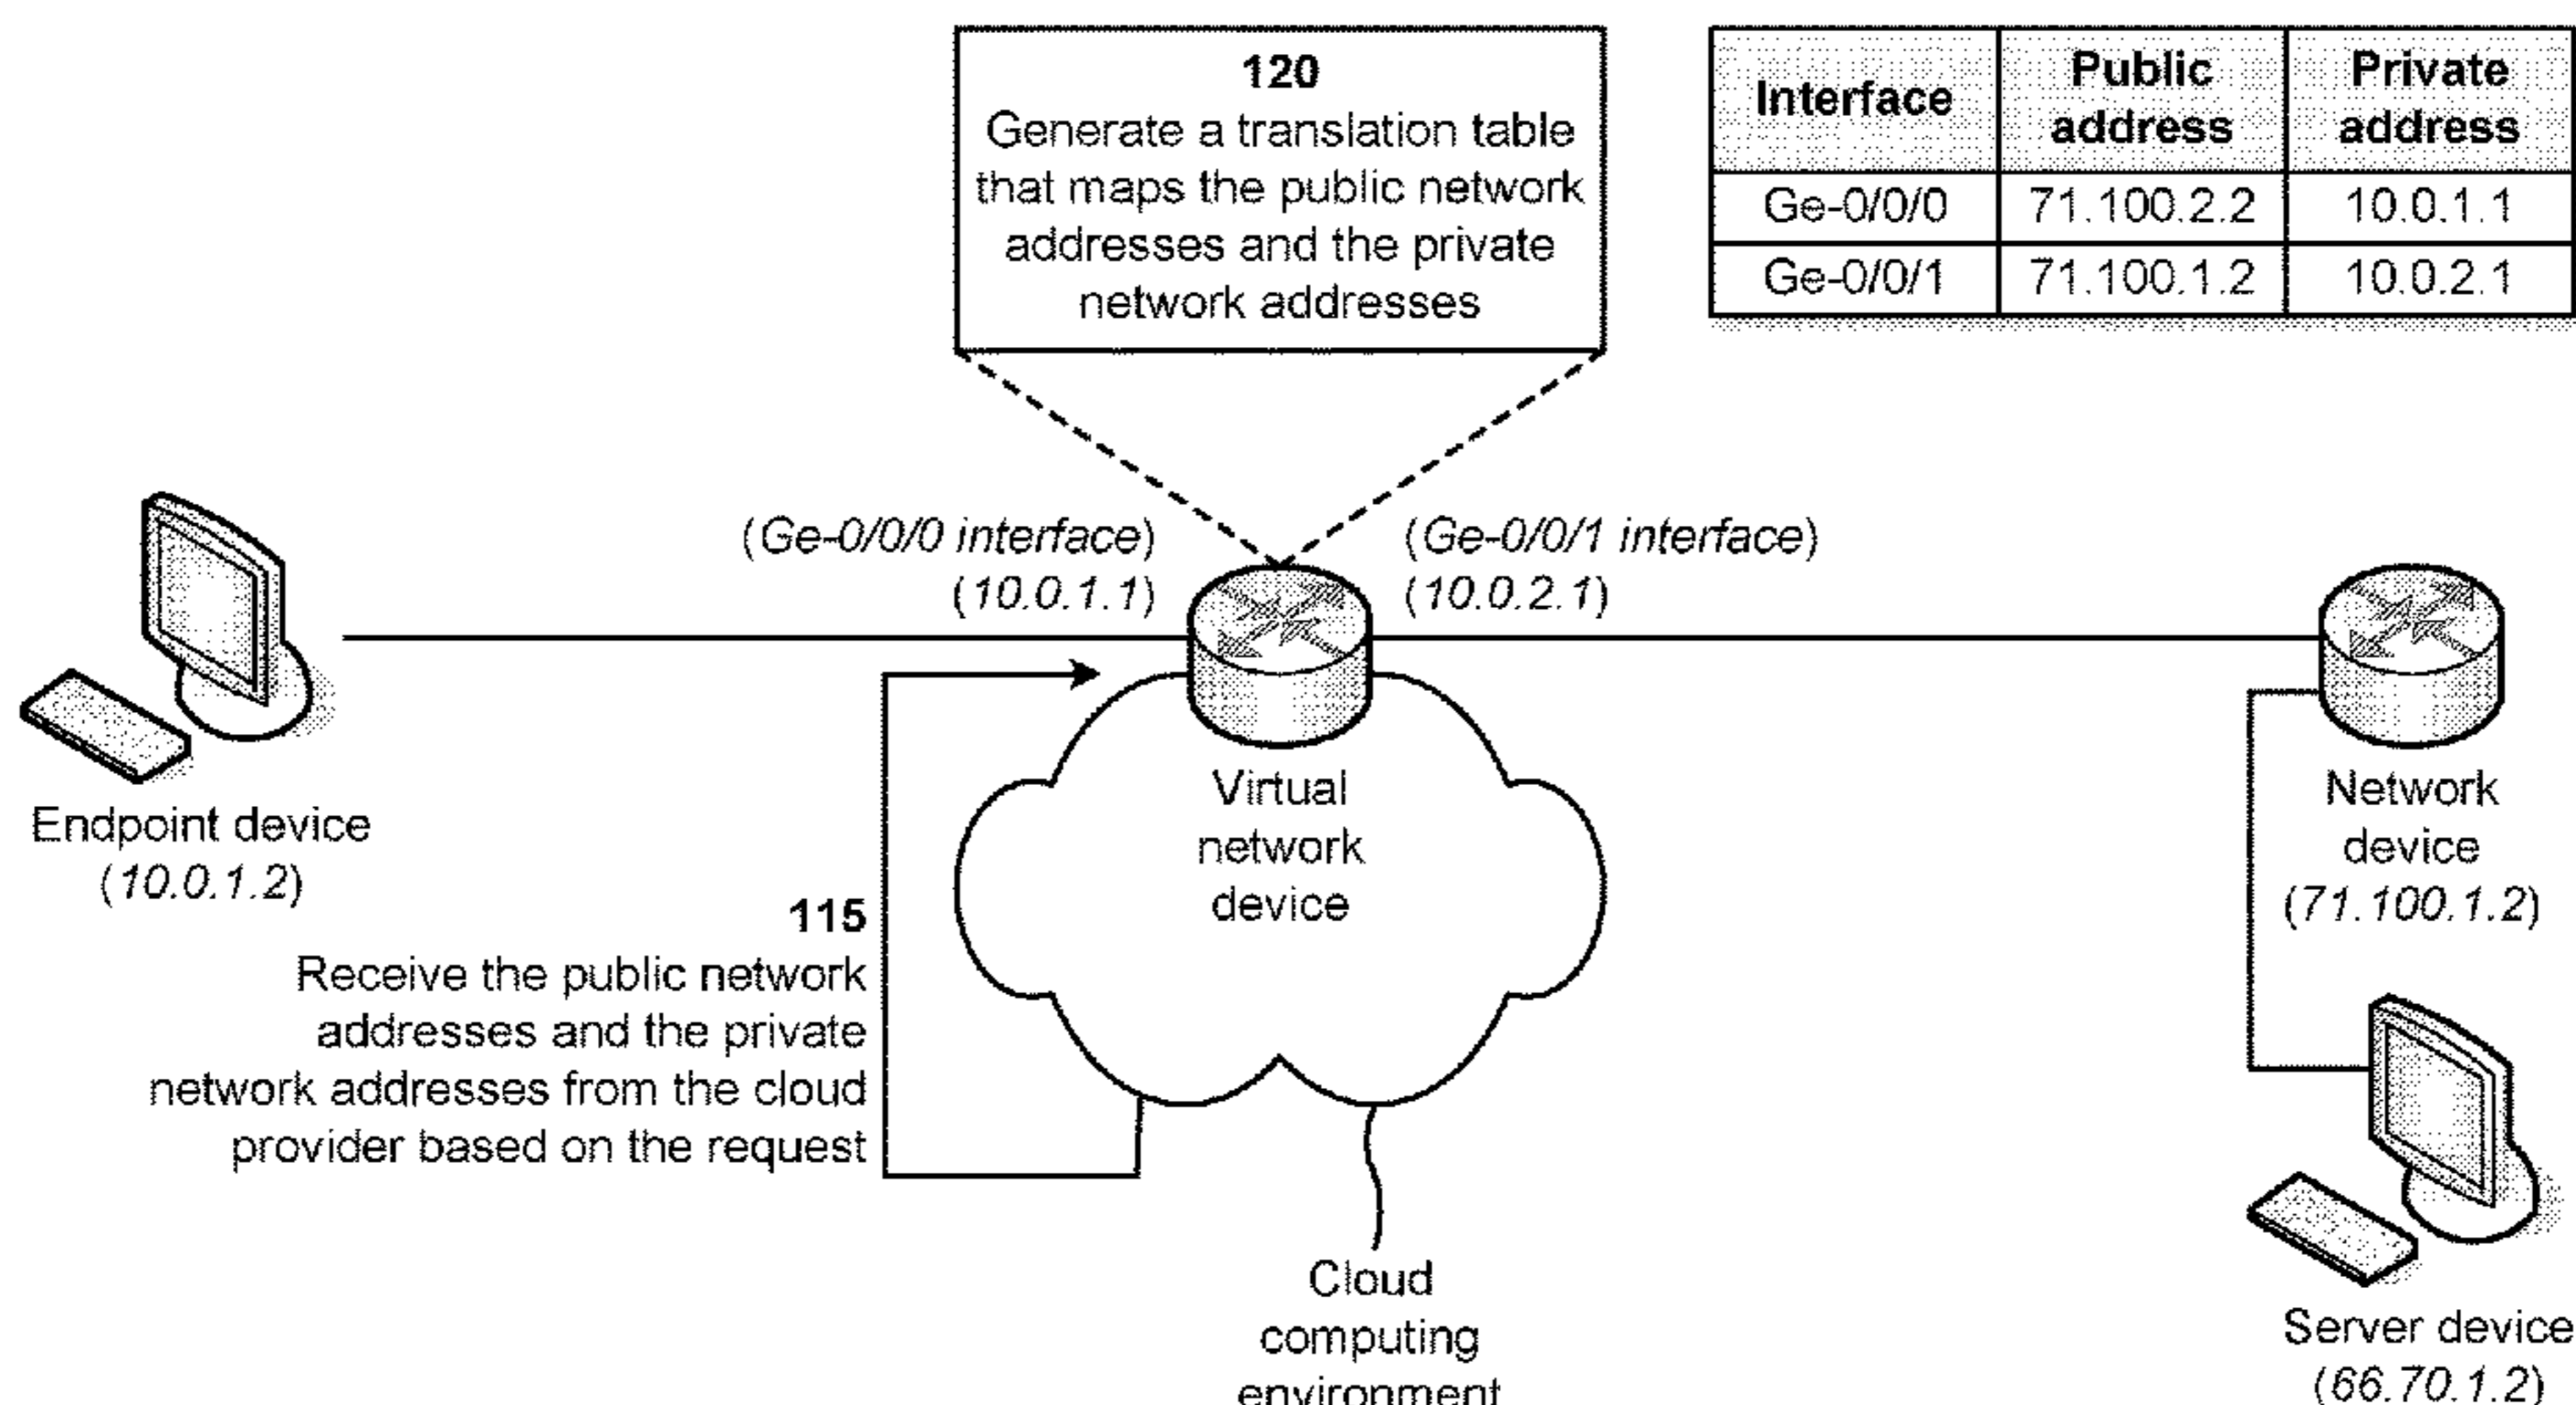 120
Generate a translation table
that maps the public network
addresses and the private
network addresses
Interface Public address Private address
Ge-0/0/0 71.100.2.2 10.0.1.1
Ge-0/0/1 71.100.1.2 10.0.2.1
(Ge-0/0/0 interface)
(10.0.1.1)
(Ge-0/0/1 interface)
(10.0.2.1)
Endpoint device
(10.0.1.2)
Virtual
network
device
Network
device
(71.100.1.2)
115
Receive the public network
addresses and the private
network addresses from the cloud
provider based on the request
Cloud
computing
environment
Server device
(66.70.1.2)